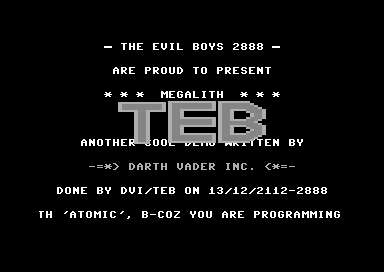 — THE EVIL BOYS 2888 —
ARE PROUD TO PRESENT
* * * MEGALITH * * *
TEB
ANOTHER COOL DEMO WRITTEN BY
-=*> DARTH VADER INC. <*=-
DONE BY DVI/TEB ON 13/12/2112-2888
TH 'ATOMIC', B-COZ YOU ARE PROGRAMMING